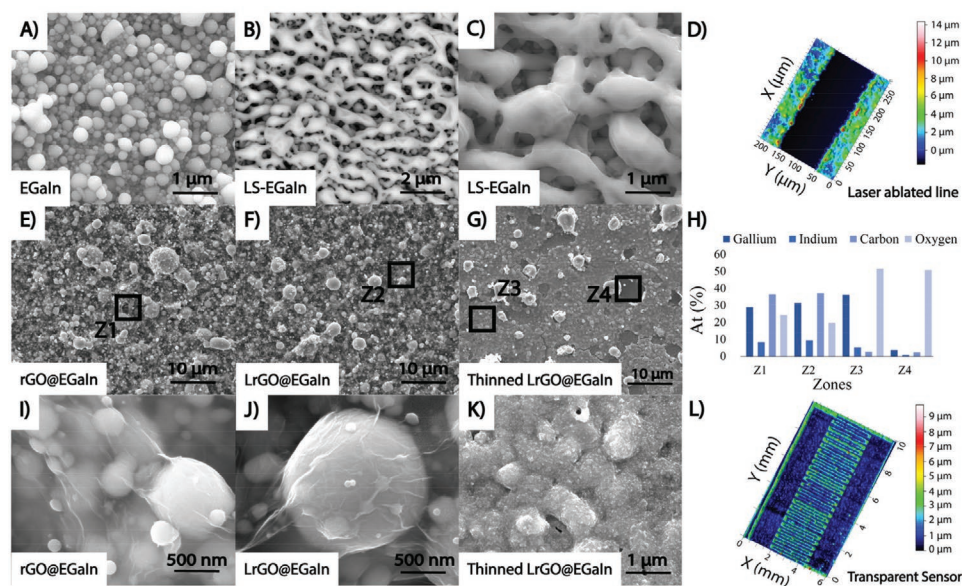 A)
EGaIn
1 μm
B)
LS-EGaIn
2 μm
C)
LS-EGaIn
1 μm
D)
X (μm)
Y (μm)
200
150
100
50
0
0
50
100
150
200
250
14 μm
12 μm
10 μm
8 μm
6 μm
4 μm
2 μm
0 μm
Laser ablated line
E)
Z1
rGO@EGaIn
10 μm
F)
Z2
LrGO@EGaIn
10 μm
G)
Z3
Z4
Thinned LrGO@EGaIn
10 μm
H)
Gallium Indium Carbon Oxygen
At (%)
60
50
40
30
20
10
0
Z1 Z2 Z3 Z4
Zones
I)
rGO@EGaIn
500 nm
J)
LrGO@EGaIn
500 nm
K)
Thinned LrGO@EGaIn
1 μm
L)
Y (mm)
X (mm)
0
2
4
6
0
2
4
6
8
10
9 μm
8 μm
7 μm
6 μm
5 μm
4 μm
3 μm
2 μm
1 μm
0 μm
Transparent Sensor